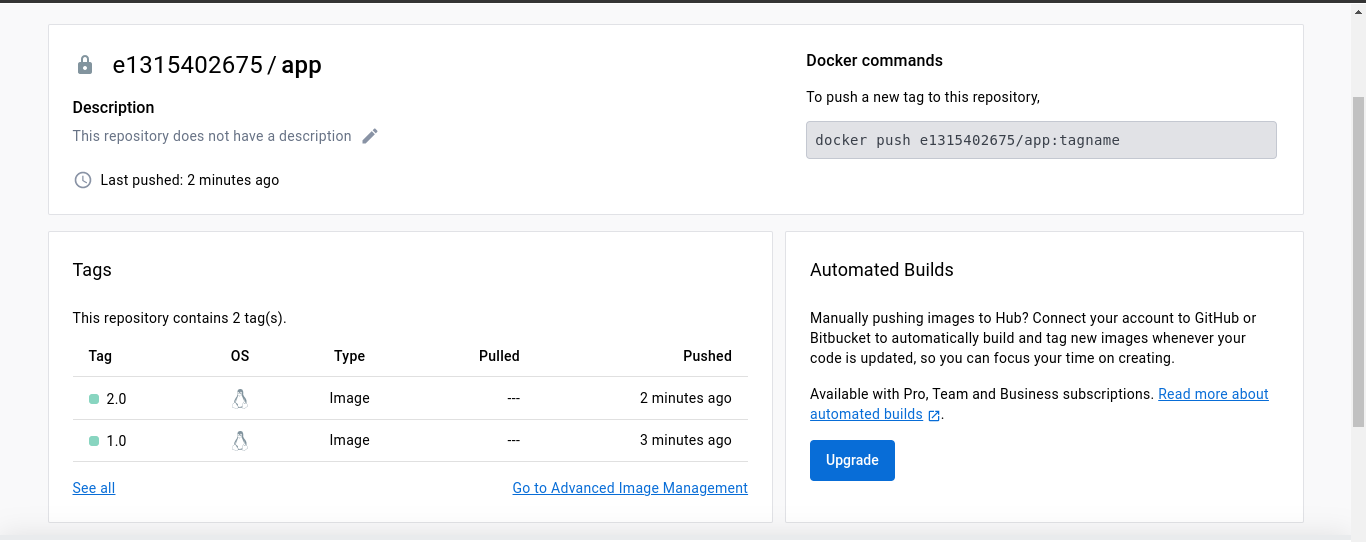 e1315402675 / app
Description
This repository does not have a description
Last pushed: 2 minutes ago
Docker commands
To push a new tag to this repository,
docker push e1315402675/app:tagname
Tags
This repository contains 2 tag(s).
Tag OS Type Pulled Pushed
2.0 Image --- 2 minutes ago
1.0 Image --- 3 minutes ago
See all Go to Advanced Image Management
Automated Builds
Manually pushing images to Hub? Connect your account to GitHub or
Bitbucket to automatically build and tag new images whenever your
code is updated, so you can focus your time on creating.
Available with Pro, Team and Business subscriptions. Read more about
automated builds .
Upgrade